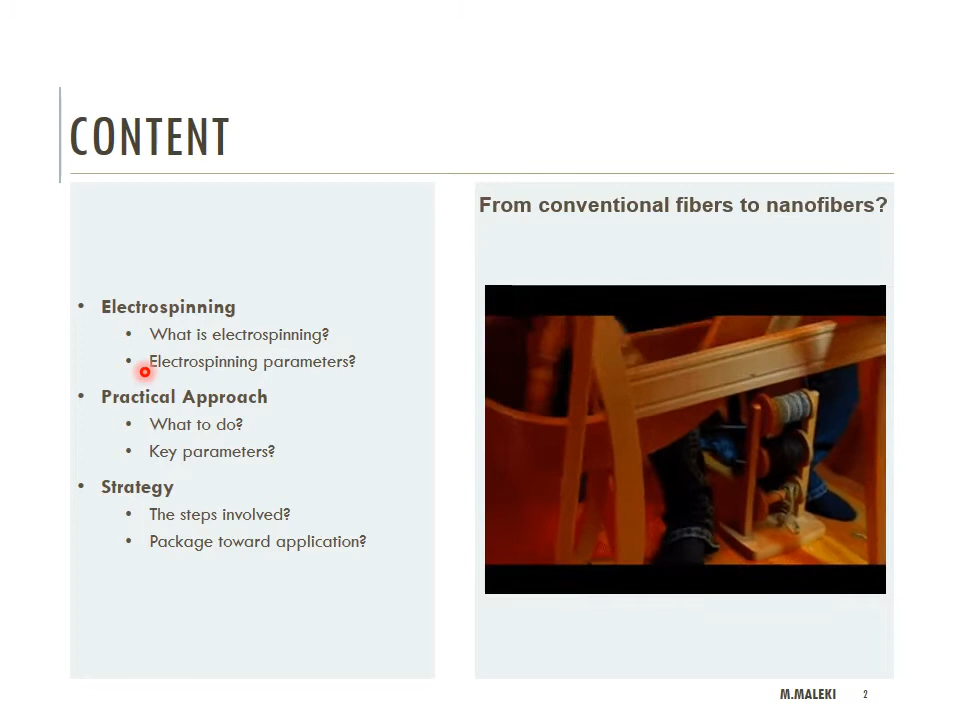 CONTENT
• Electrospinning
• What is electrospinning?
• Electrospinning parameters?
• Practical Approach
• What to do?
• Key parameters?
• Strategy
• The steps involved?
• Package toward application?
From conventional fibers to nanofibers?
M.MALEKI 2